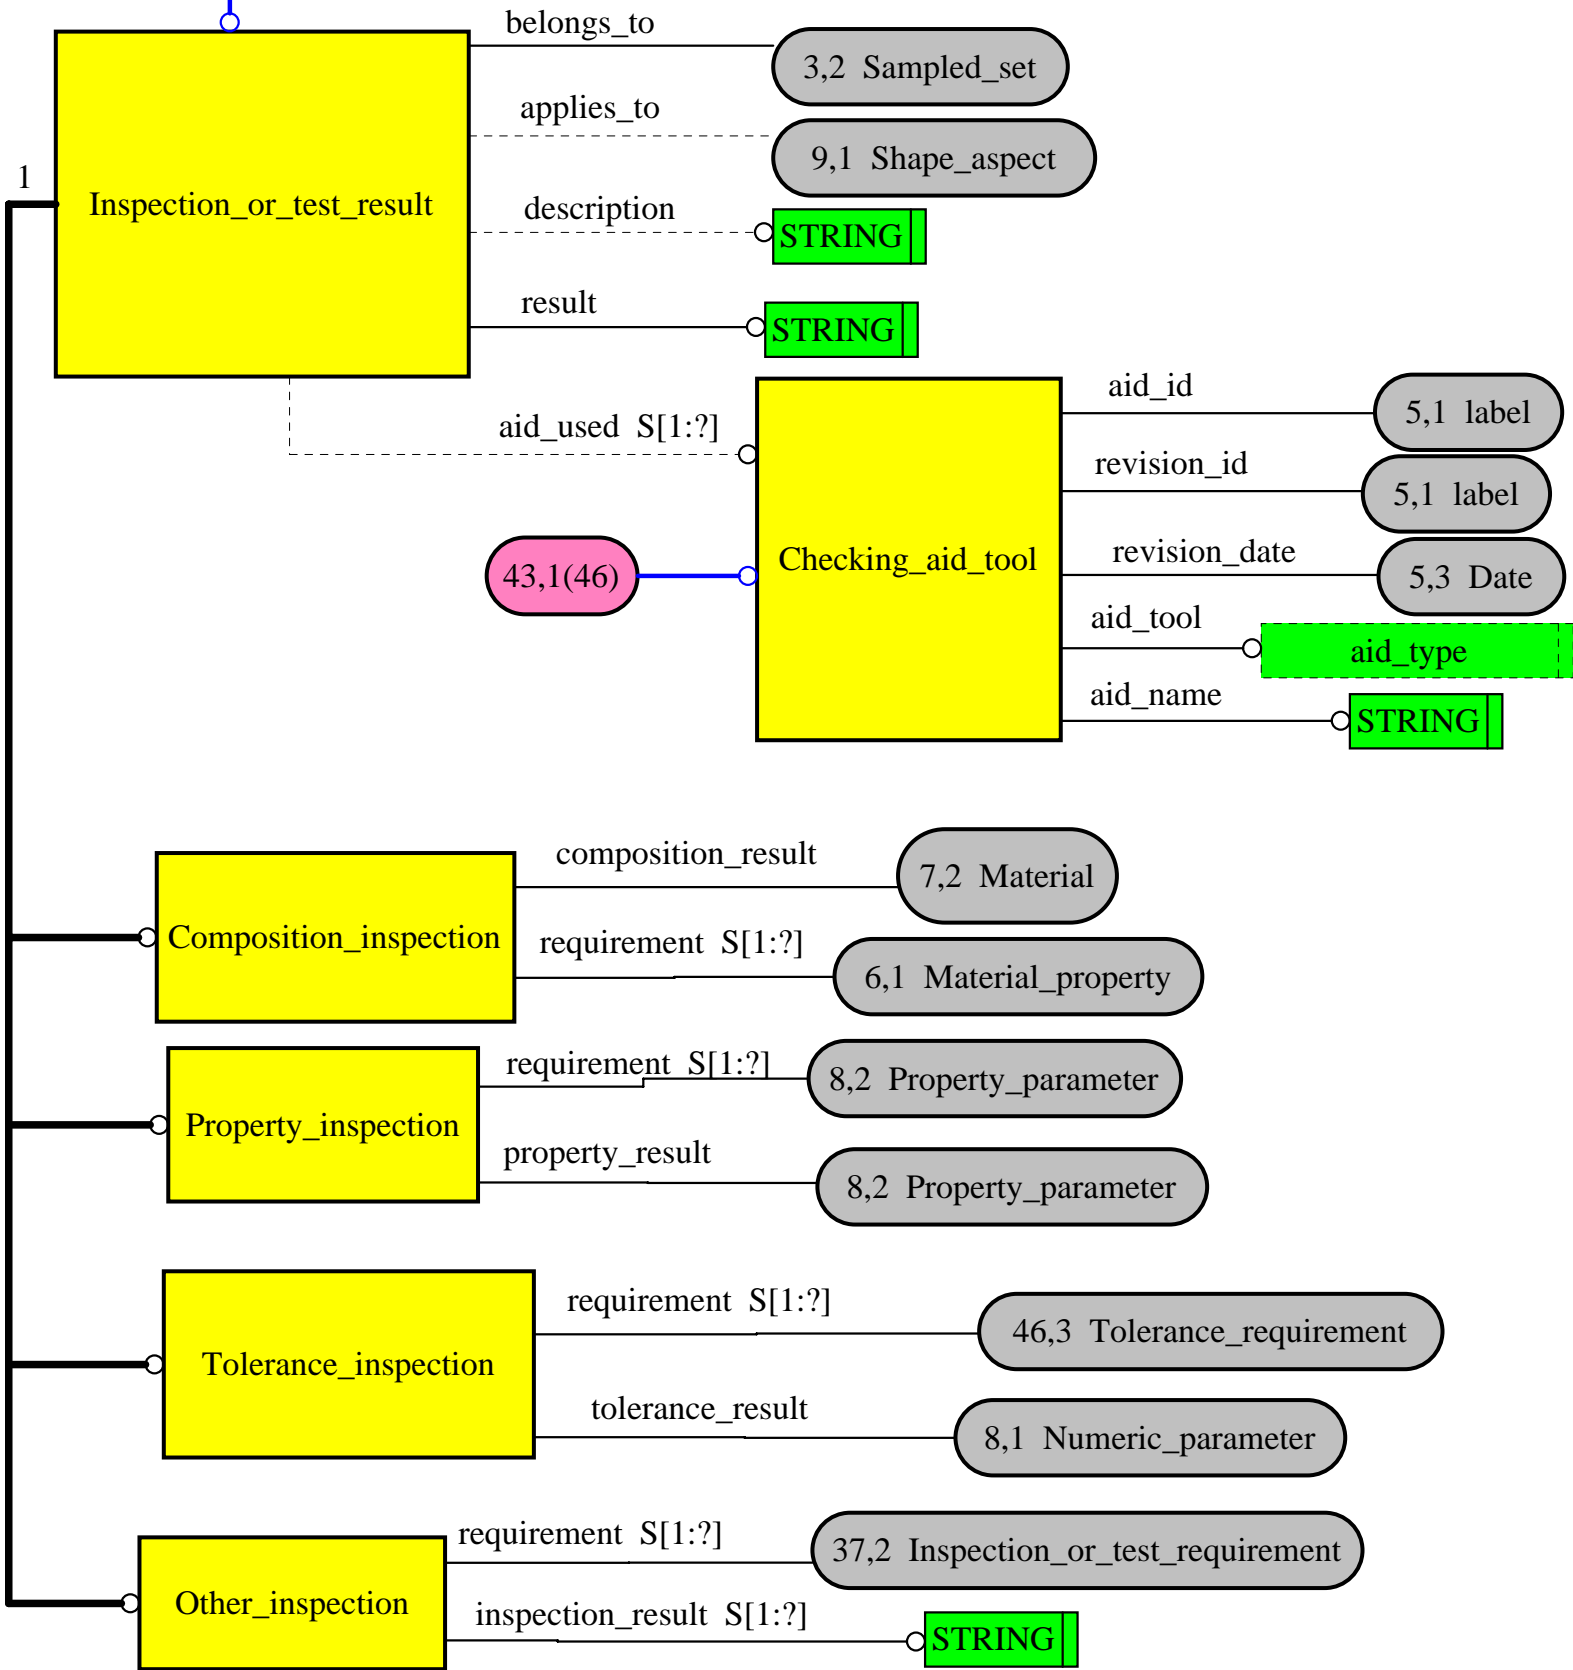 belongs_to
3,2 Sampled_set
applies_to
9,1 Shape_aspect
1
Inspection_or_test_result
description
STRING
result
STRING
aid_used S[1:?]
aid_id
5,1 label
revision_id
5,1 label
43,1(46)
Checking_aid_tool
revision_date
5,3 Date
aid_tool
aid_type
aid_name
STRING
composition_result
7,2 Material
Composition_inspection
requirement S[1:?]
6,1 Material_property
requirement S[1:?]
8,2 Property_parameter
Property_inspection
property_result
8,2 Property_parameter
requirement S[1:?]
46,3 Tolerance_requirement
Tolerance_inspection
tolerance_result
8,1 Numeric_parameter
requirement S[1:?]
37,2 Inspection_or_test_requirement
Other_inspection
inspection_result S[1:?]
STRING